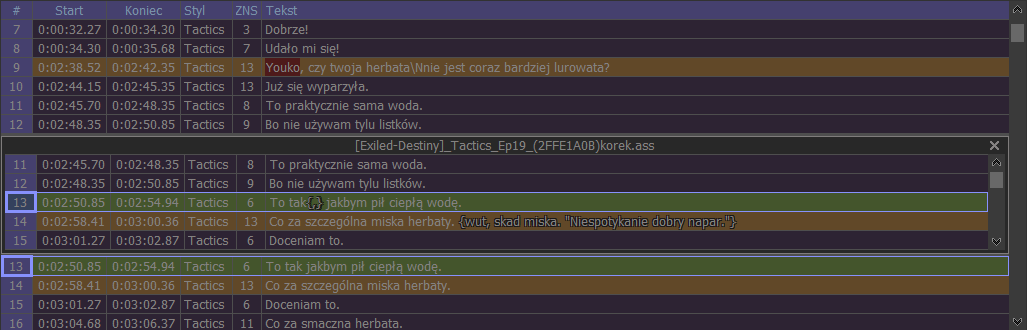 # Start Koniec Styl ZNS Tekst
7 0:00:32.27 0:00:34.30 Tactics 3 Dobrze!
8 0:00:34.30 0:00:35.68 Tactics 7 Udało mi się!
9 0:02:38.52 0:02:42.35 Tactics 13 Youko, czy twoja herbata\Nnie jest coraz bardziej lurowata?
10 0:02:44.15 0:02:45.35 Tactics 13 Już się wyparzyła.
11 0:02:45.70 0:02:48.35 Tactics 8 To praktycznie sama woda.
12 0:02:48.35 0:02:50.85 Tactics 9 Bo nie używam tylu listków.
[Exiled-Destiny]_Tactics_Ep19_(2FFE1A0B)korek.ass
11 0:02:45.70 0:02:48.35 Tactics 8 To praktycznie sama woda.
12 0:02:48.35 0:02:50.85 Tactics 9 Bo nie używam tylu listków.
13 0:02:50.85 0:02:54.94 Tactics 6 To tak{,} jakbym pił ciepłą wodę.
14 0:02:58.41 0:03:00.36 Tactics 13 Co za szczególna miska herbaty. {wut, skad miska. "Niespotykanie dobry napar."}
15 0:03:01.27 0:03:02.87 Tactics 6 Doceniam to.
13 0:02:50.85 0:02:54.94 Tactics 6 To tak jakbym pił ciepłą wodę.
14 0:02:58.41 0:03:00.36 Tactics 13 Co za szczególna miska herbaty.
15 0:03:01.27 0:03:02.87 Tactics 6 Doceniam to.
16 0:03:04.68 0:03:06.37 Tactics 11 Co za smaczna herbata.